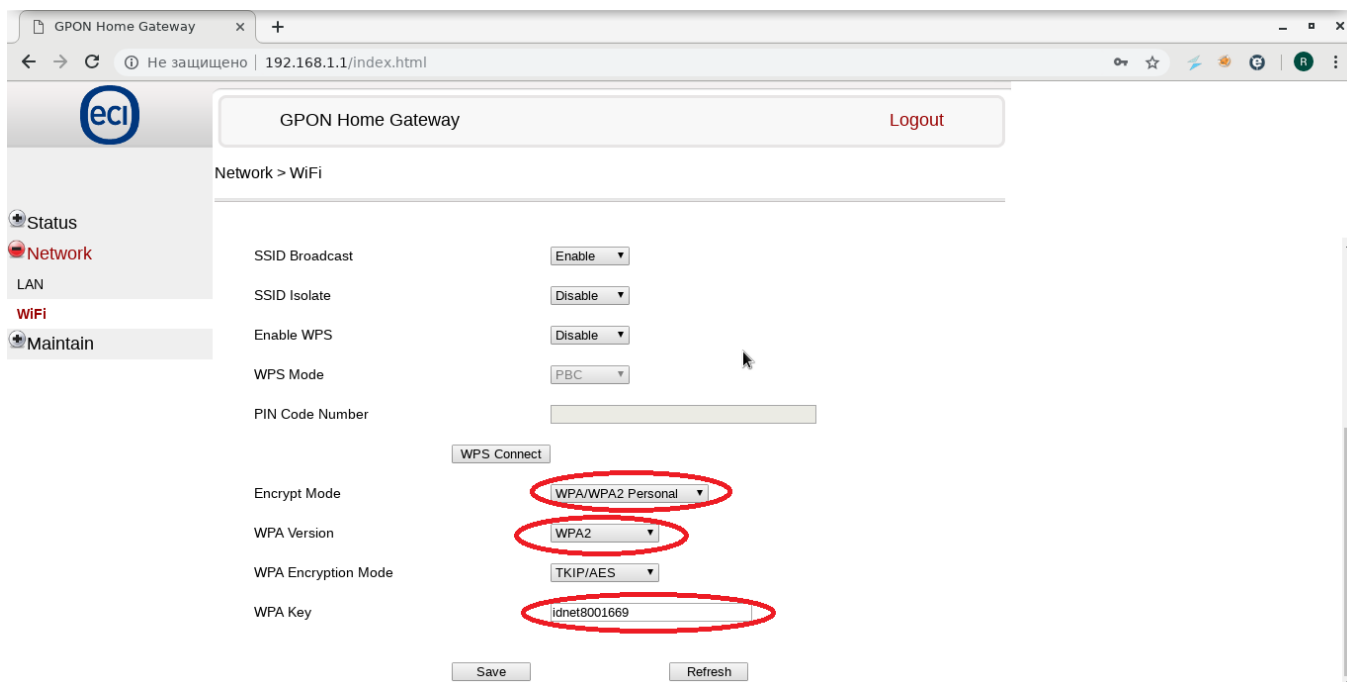 GPON Home Gateway
Не защищено 192.168.1.1/index.html
R
eci
GPON Home Gateway Logout
Network > WiFi
Status
Network
LAN
WiFi
Maintain
SSID Broadcast Enable
SSID Isolate Disable
Enable WPS Disable
WPS Mode PBC
PIN Code Number
WPS Connect
Encrypt Mode WPA/WPA2 Personal
WPA Version WPA2
WPA Encryption Mode TKIP/AES
WPA Key idnet8001669
Save Refresh